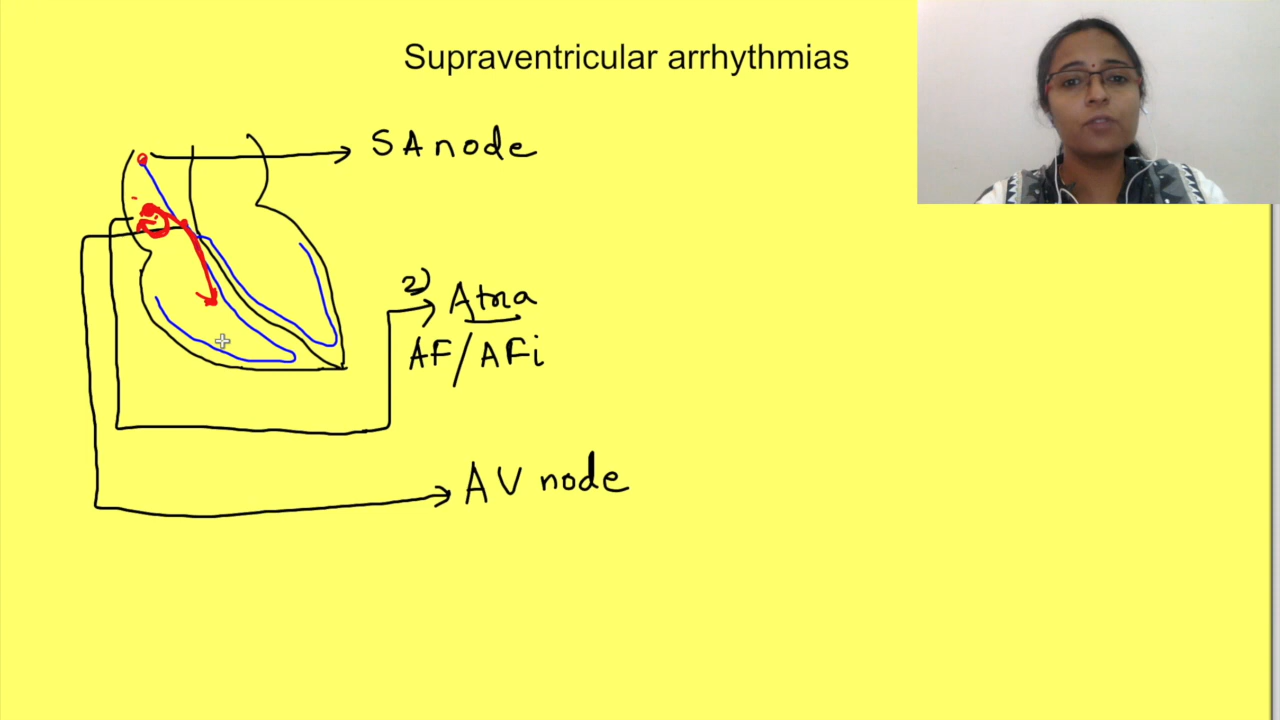 Supraventricular arrhythmias
SA node
2)
Atria
AF/AFi
AV node